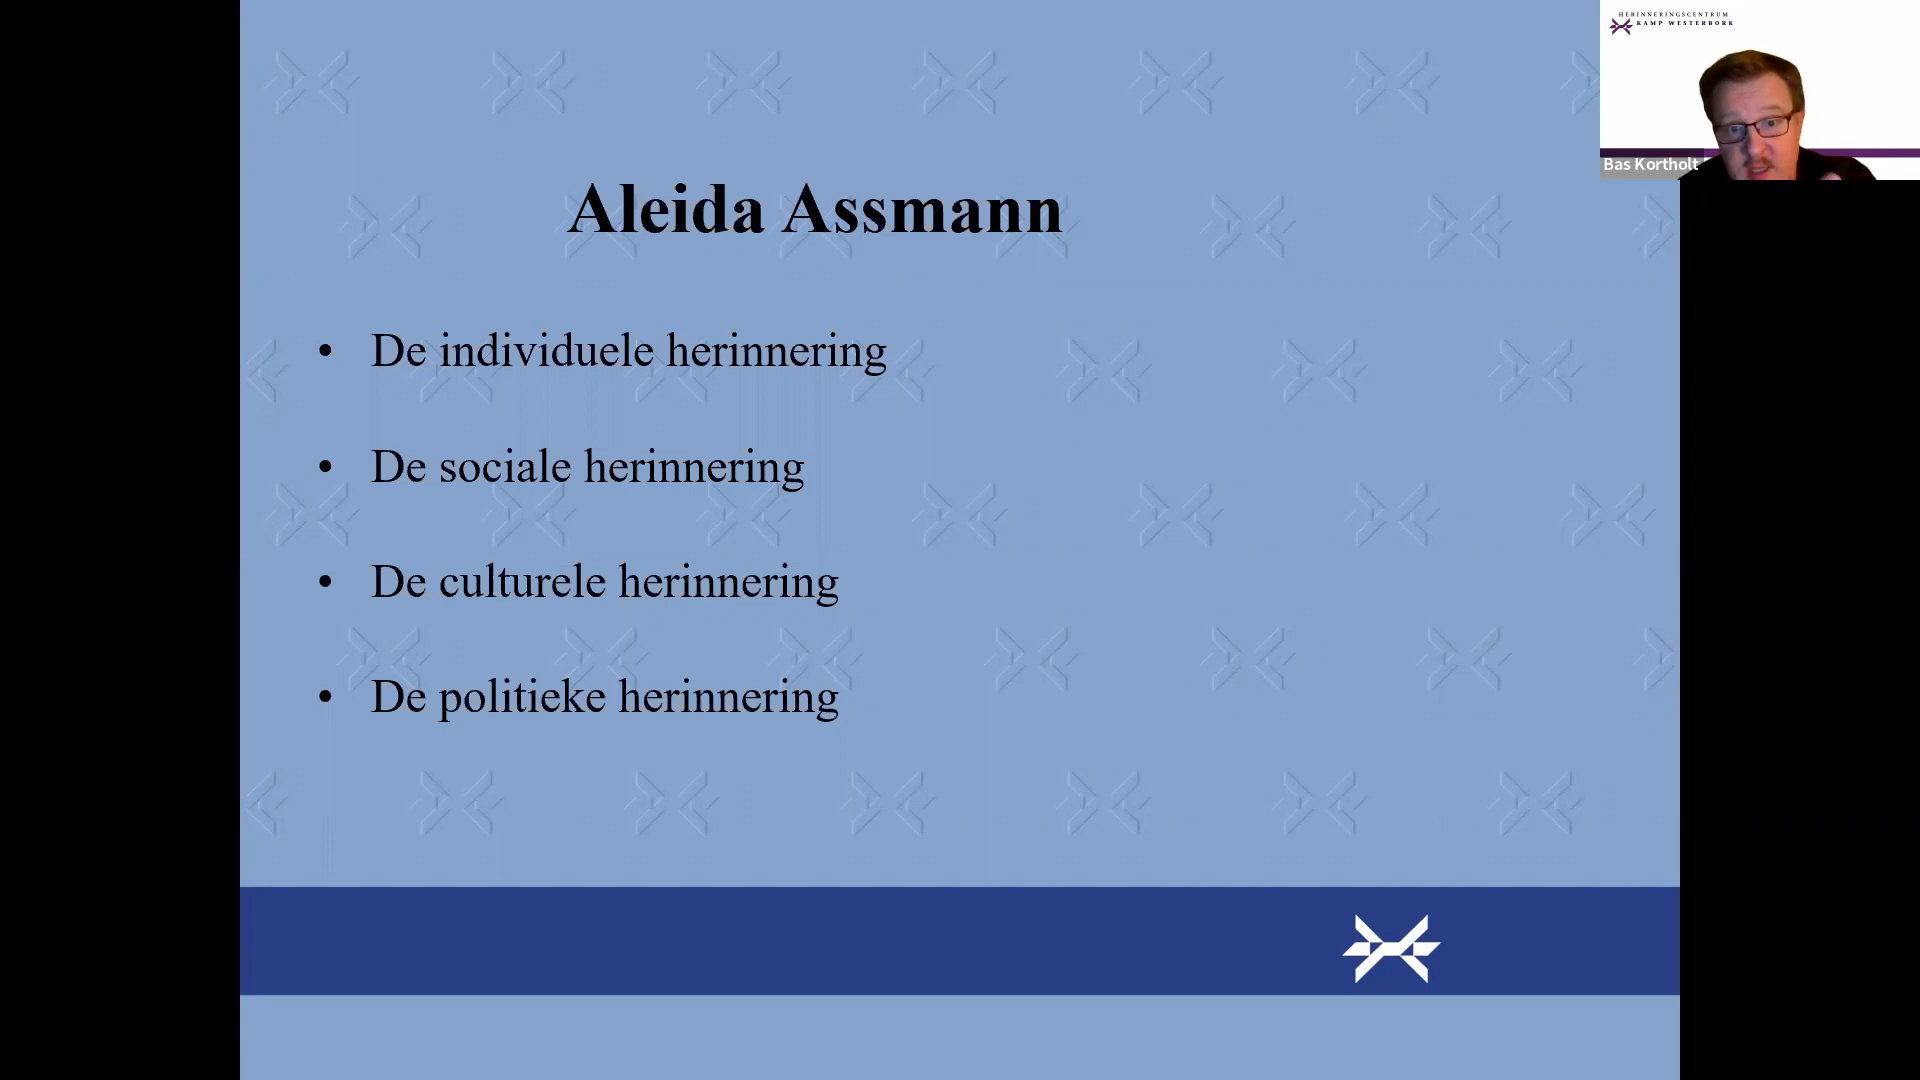 HERINNERINGSCENTRUM
KAMP WESTERBORK
Bas Kortholt
Aleida Assmann
• De individuele herinnering
• De sociale herinnering
• De culturele herinnering
• De politieke herinnering